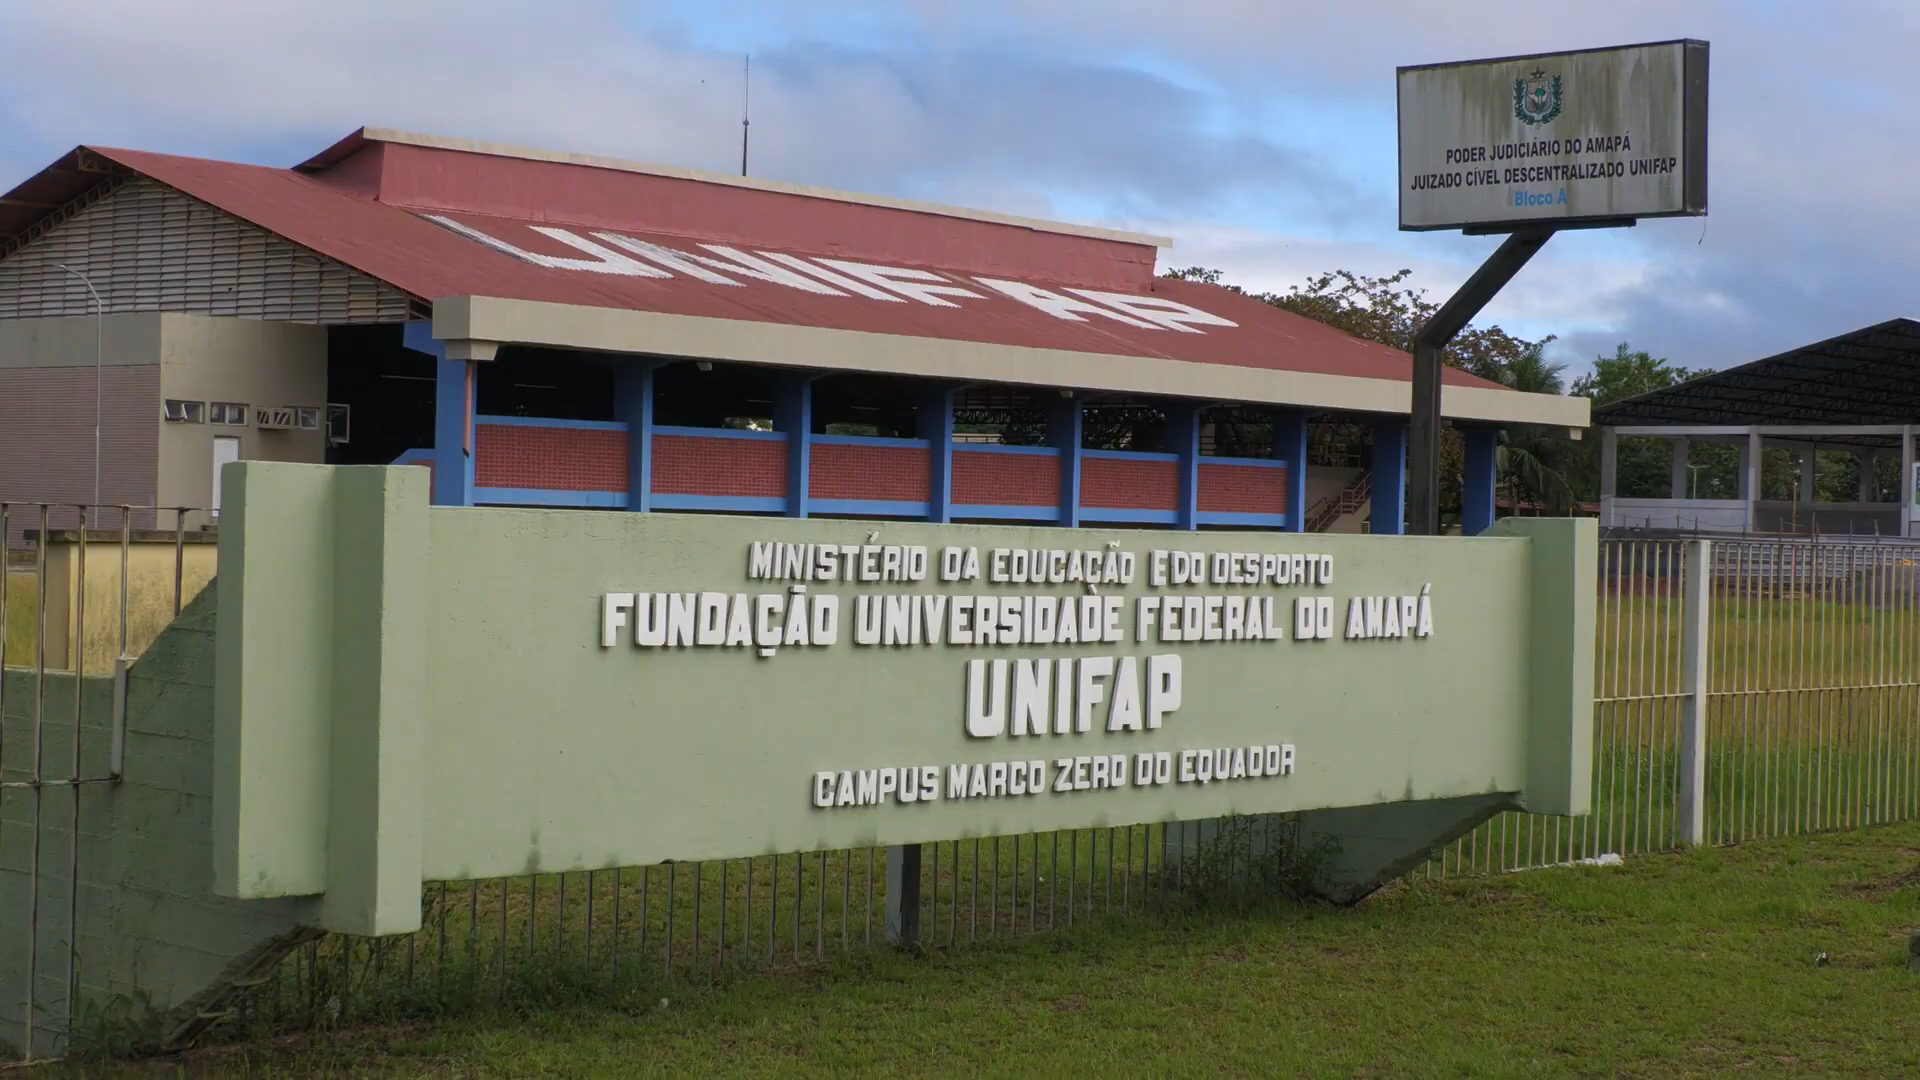 UNIFAP
PODER JUDICIÁRIO DO AMAPÁ
JUIZADO CÍVEL DESCENTRALIZADO UNIFAP
Bloco A
MINISTÉRIO DA EDUCAÇÃO E DO DESPORTO
FUNDAÇÃO UNIVERSIDADE FEDERAL DO AMAPÁ
UNIFAP
CAMPUS MARCO ZERO DO EQUADOR